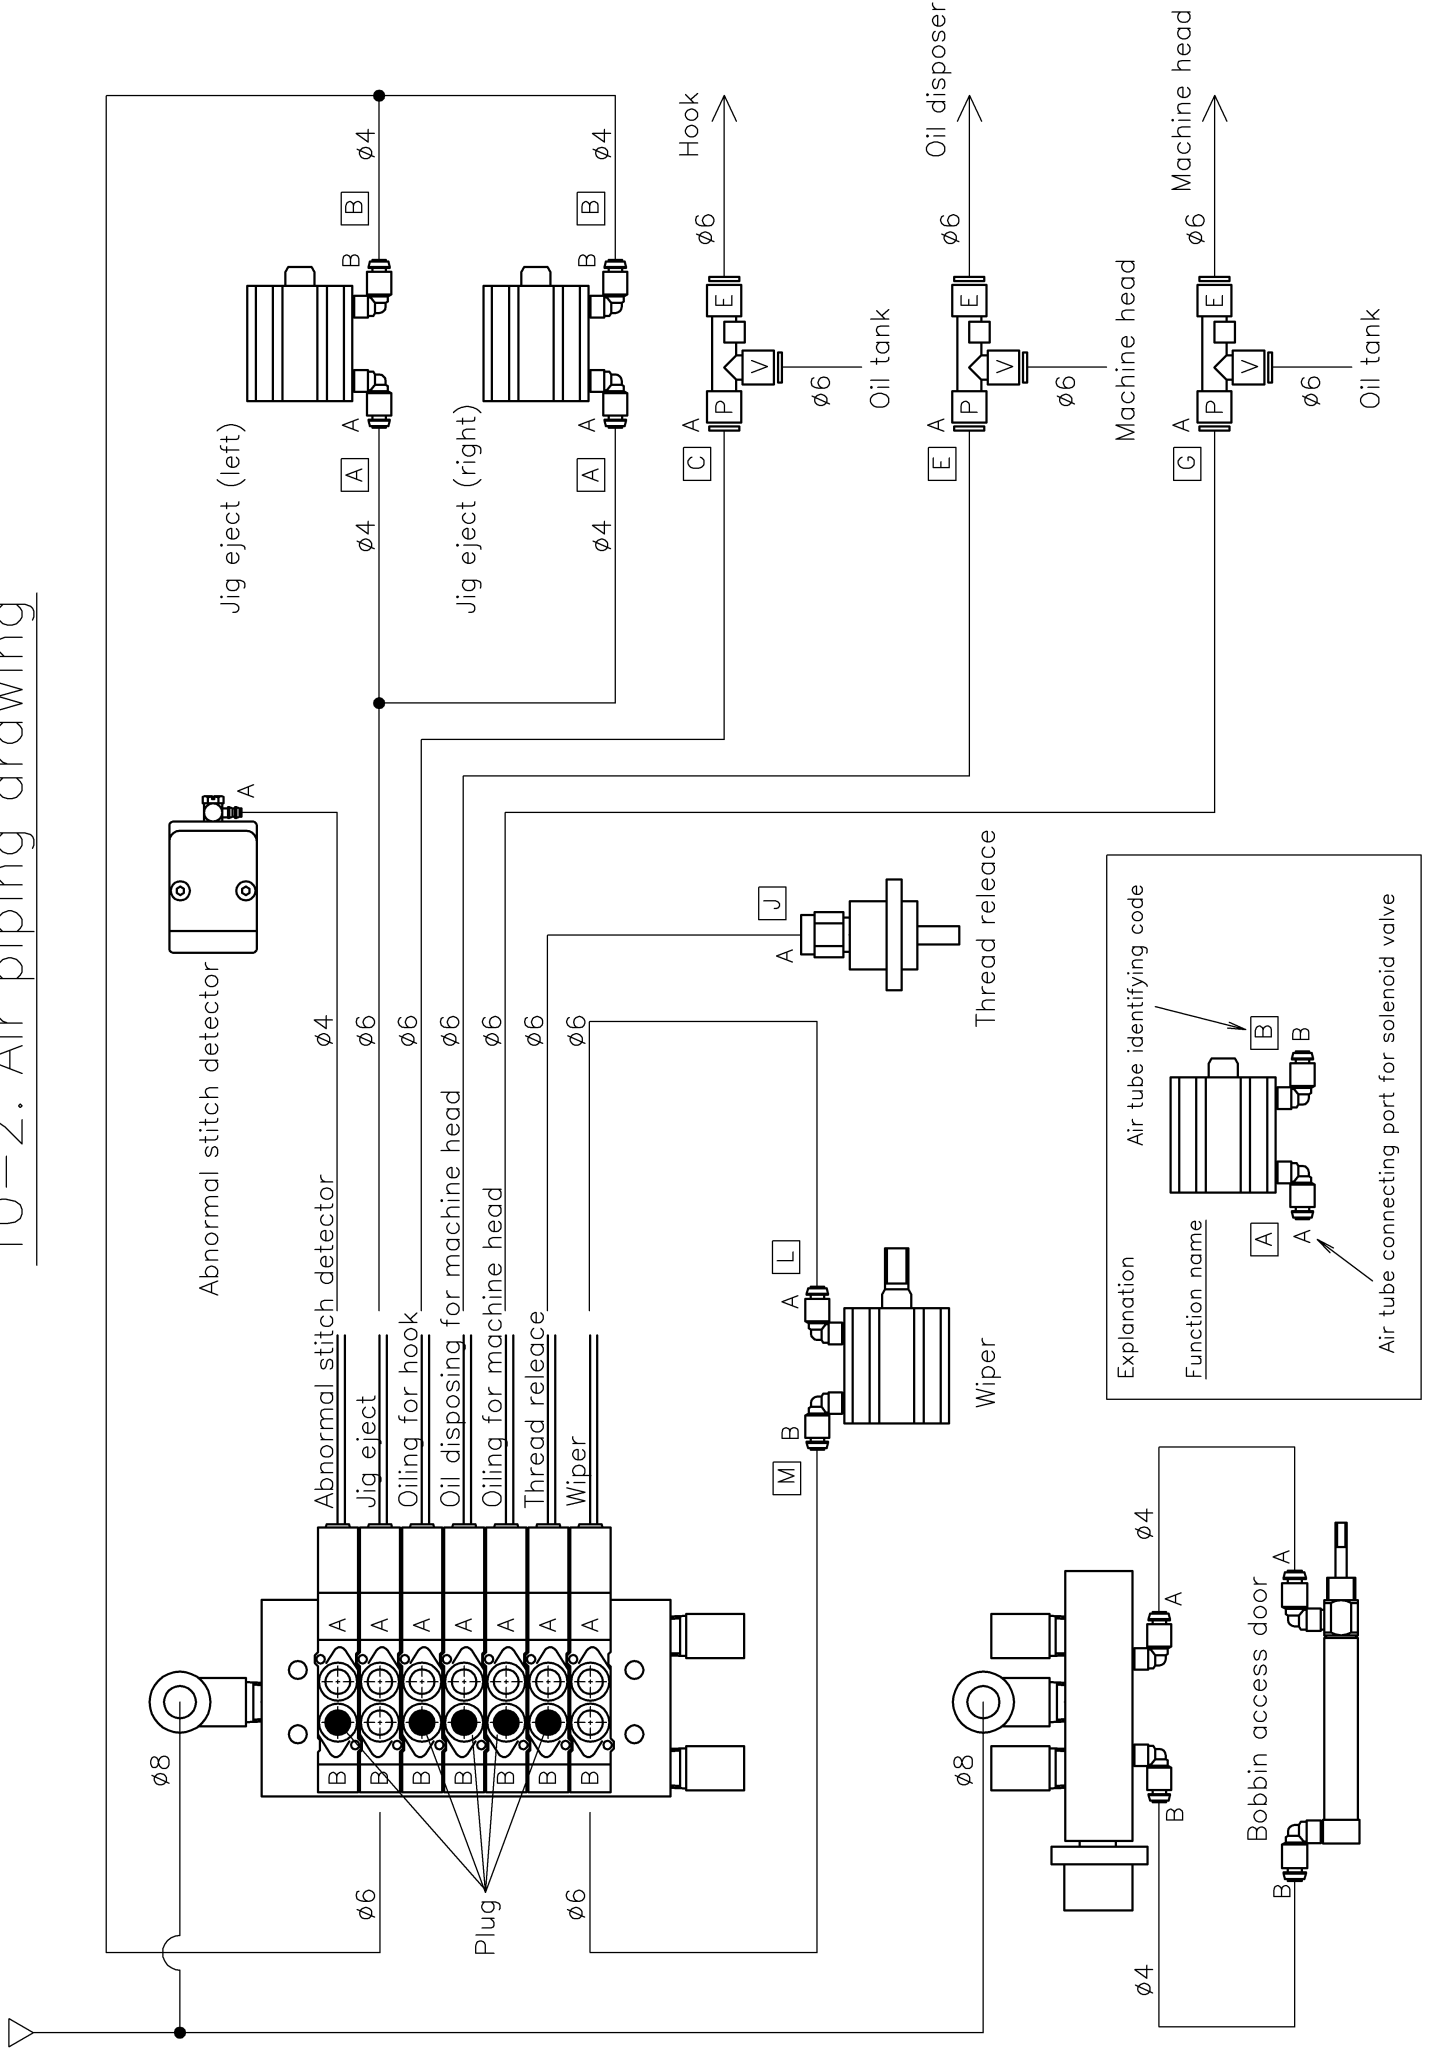 10-2. Air piping drawing
ø8
Abnormal stitch detector
A
Jig eject (left)
B A Abnormal stitch detector ø4
A B
A B
ø6 B A Jig eject ø6 ø4 ø4
B A Oiling for hook ø6
B A Oil disposing for machine head ø6
Jig eject (right)
Plug
B A Oiling for machine head ø6
B A Thread releace ø6
ø6 B A Wiper ø6
A B
A B
ø4 ø4
Hook
C A
ø6
P E
V
ø6
Oil tank
M B A L
A J
Wiper
Thread releace
Oil disposer
E A
ø6
P E
V
ø6
Machine head
ø8
B A
ø4 ø4
Bobbin access door
B A
Machine head
G A
ø6
P E
V
ø6
Oil tank
Explanation
Air tube identifying code
Function name
A B
A B
Air tube connecting port for solenoid valve